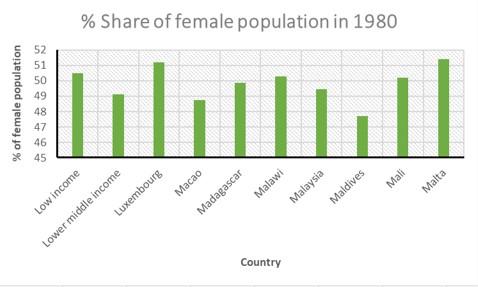 % Share of female population in 1980
% of female population
52
51
50
49
48
47
46
45
Low income
Lower middle income
Luxembourg
Macao
Madagascar
Malawi
Malaysia
Maldives
Mali
Malta
Country